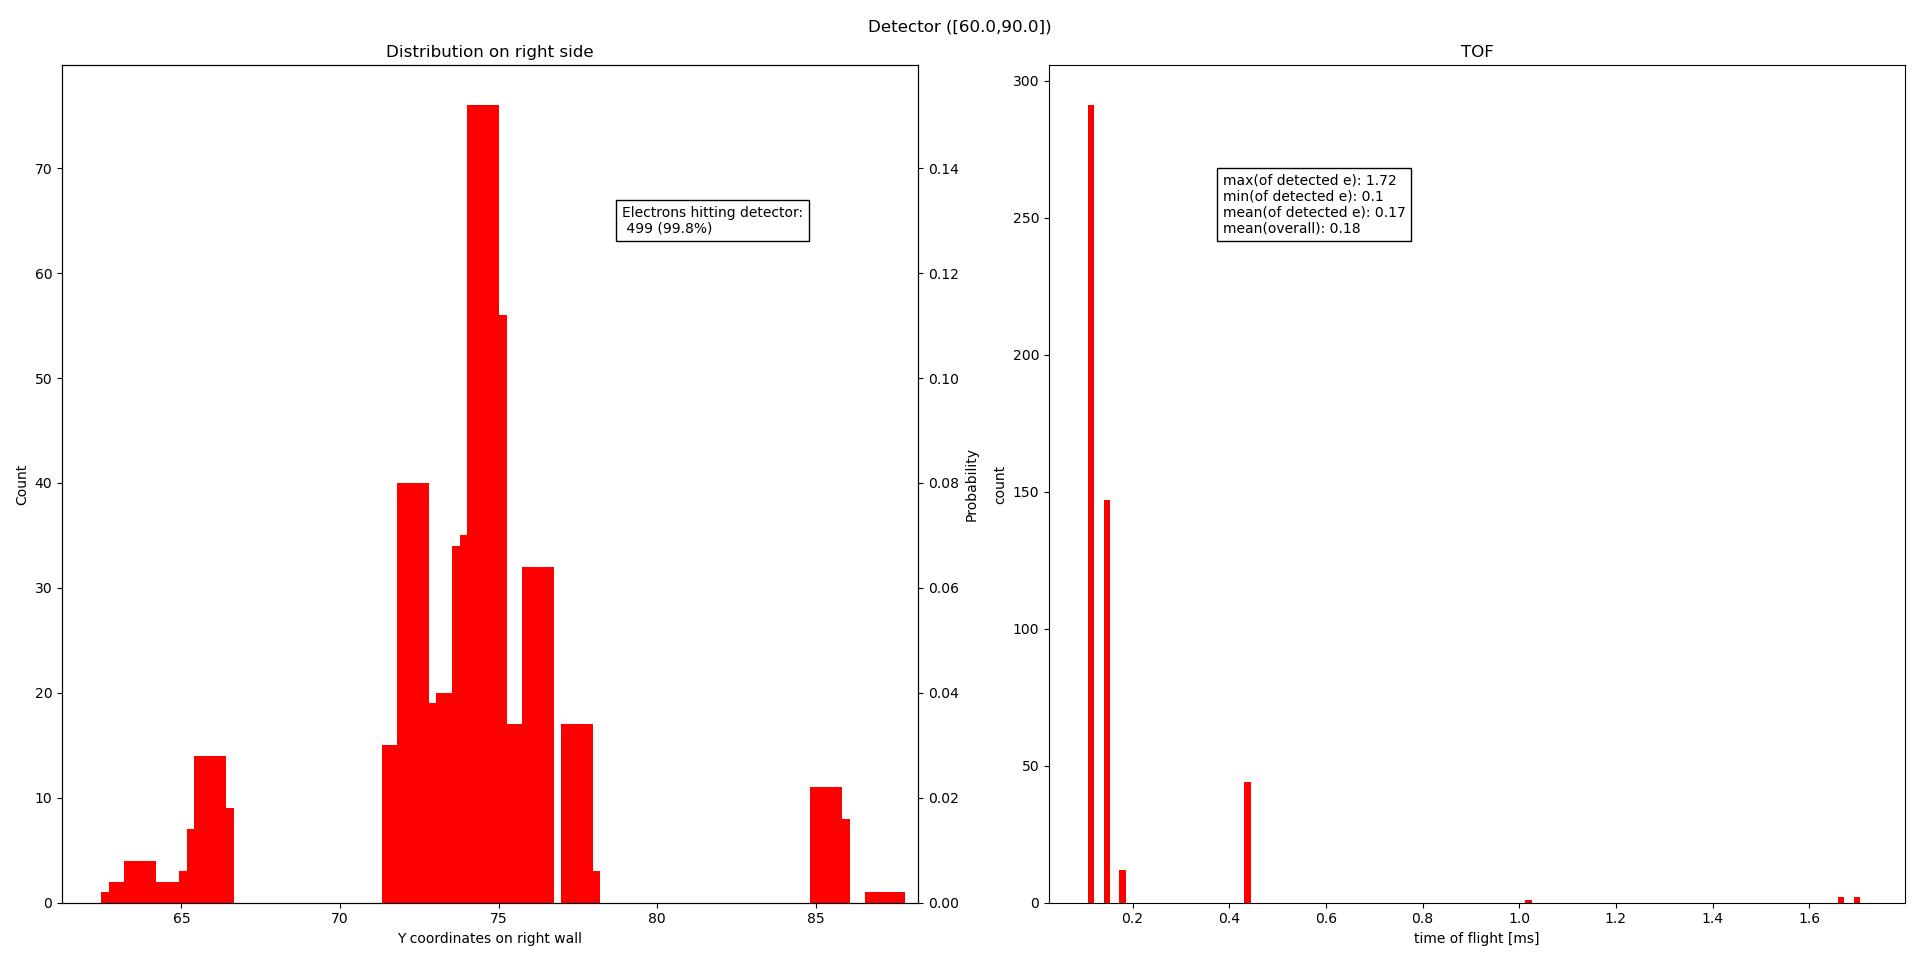 Detector ([60.0,90.0])
Distribution on right side
Count
70
60
50
40
30
20
10
0
65
70
75
80
85
Y coordinates on right wall
Electrons hitting detector:
499 (99.8%)
0.14
0.12
0.10
0.08
0.06
0.04
0.02
0.00
Probability
TOF
count
300
250
200
150
100
50
0
0.2
0.4
0.6
0.8
1.0
1.2
1.4
1.6
time of flight [ms]
max(of detected e): 1.72
min(of detected e): 0.1
mean(of detected e): 0.17
mean(overall): 0.18